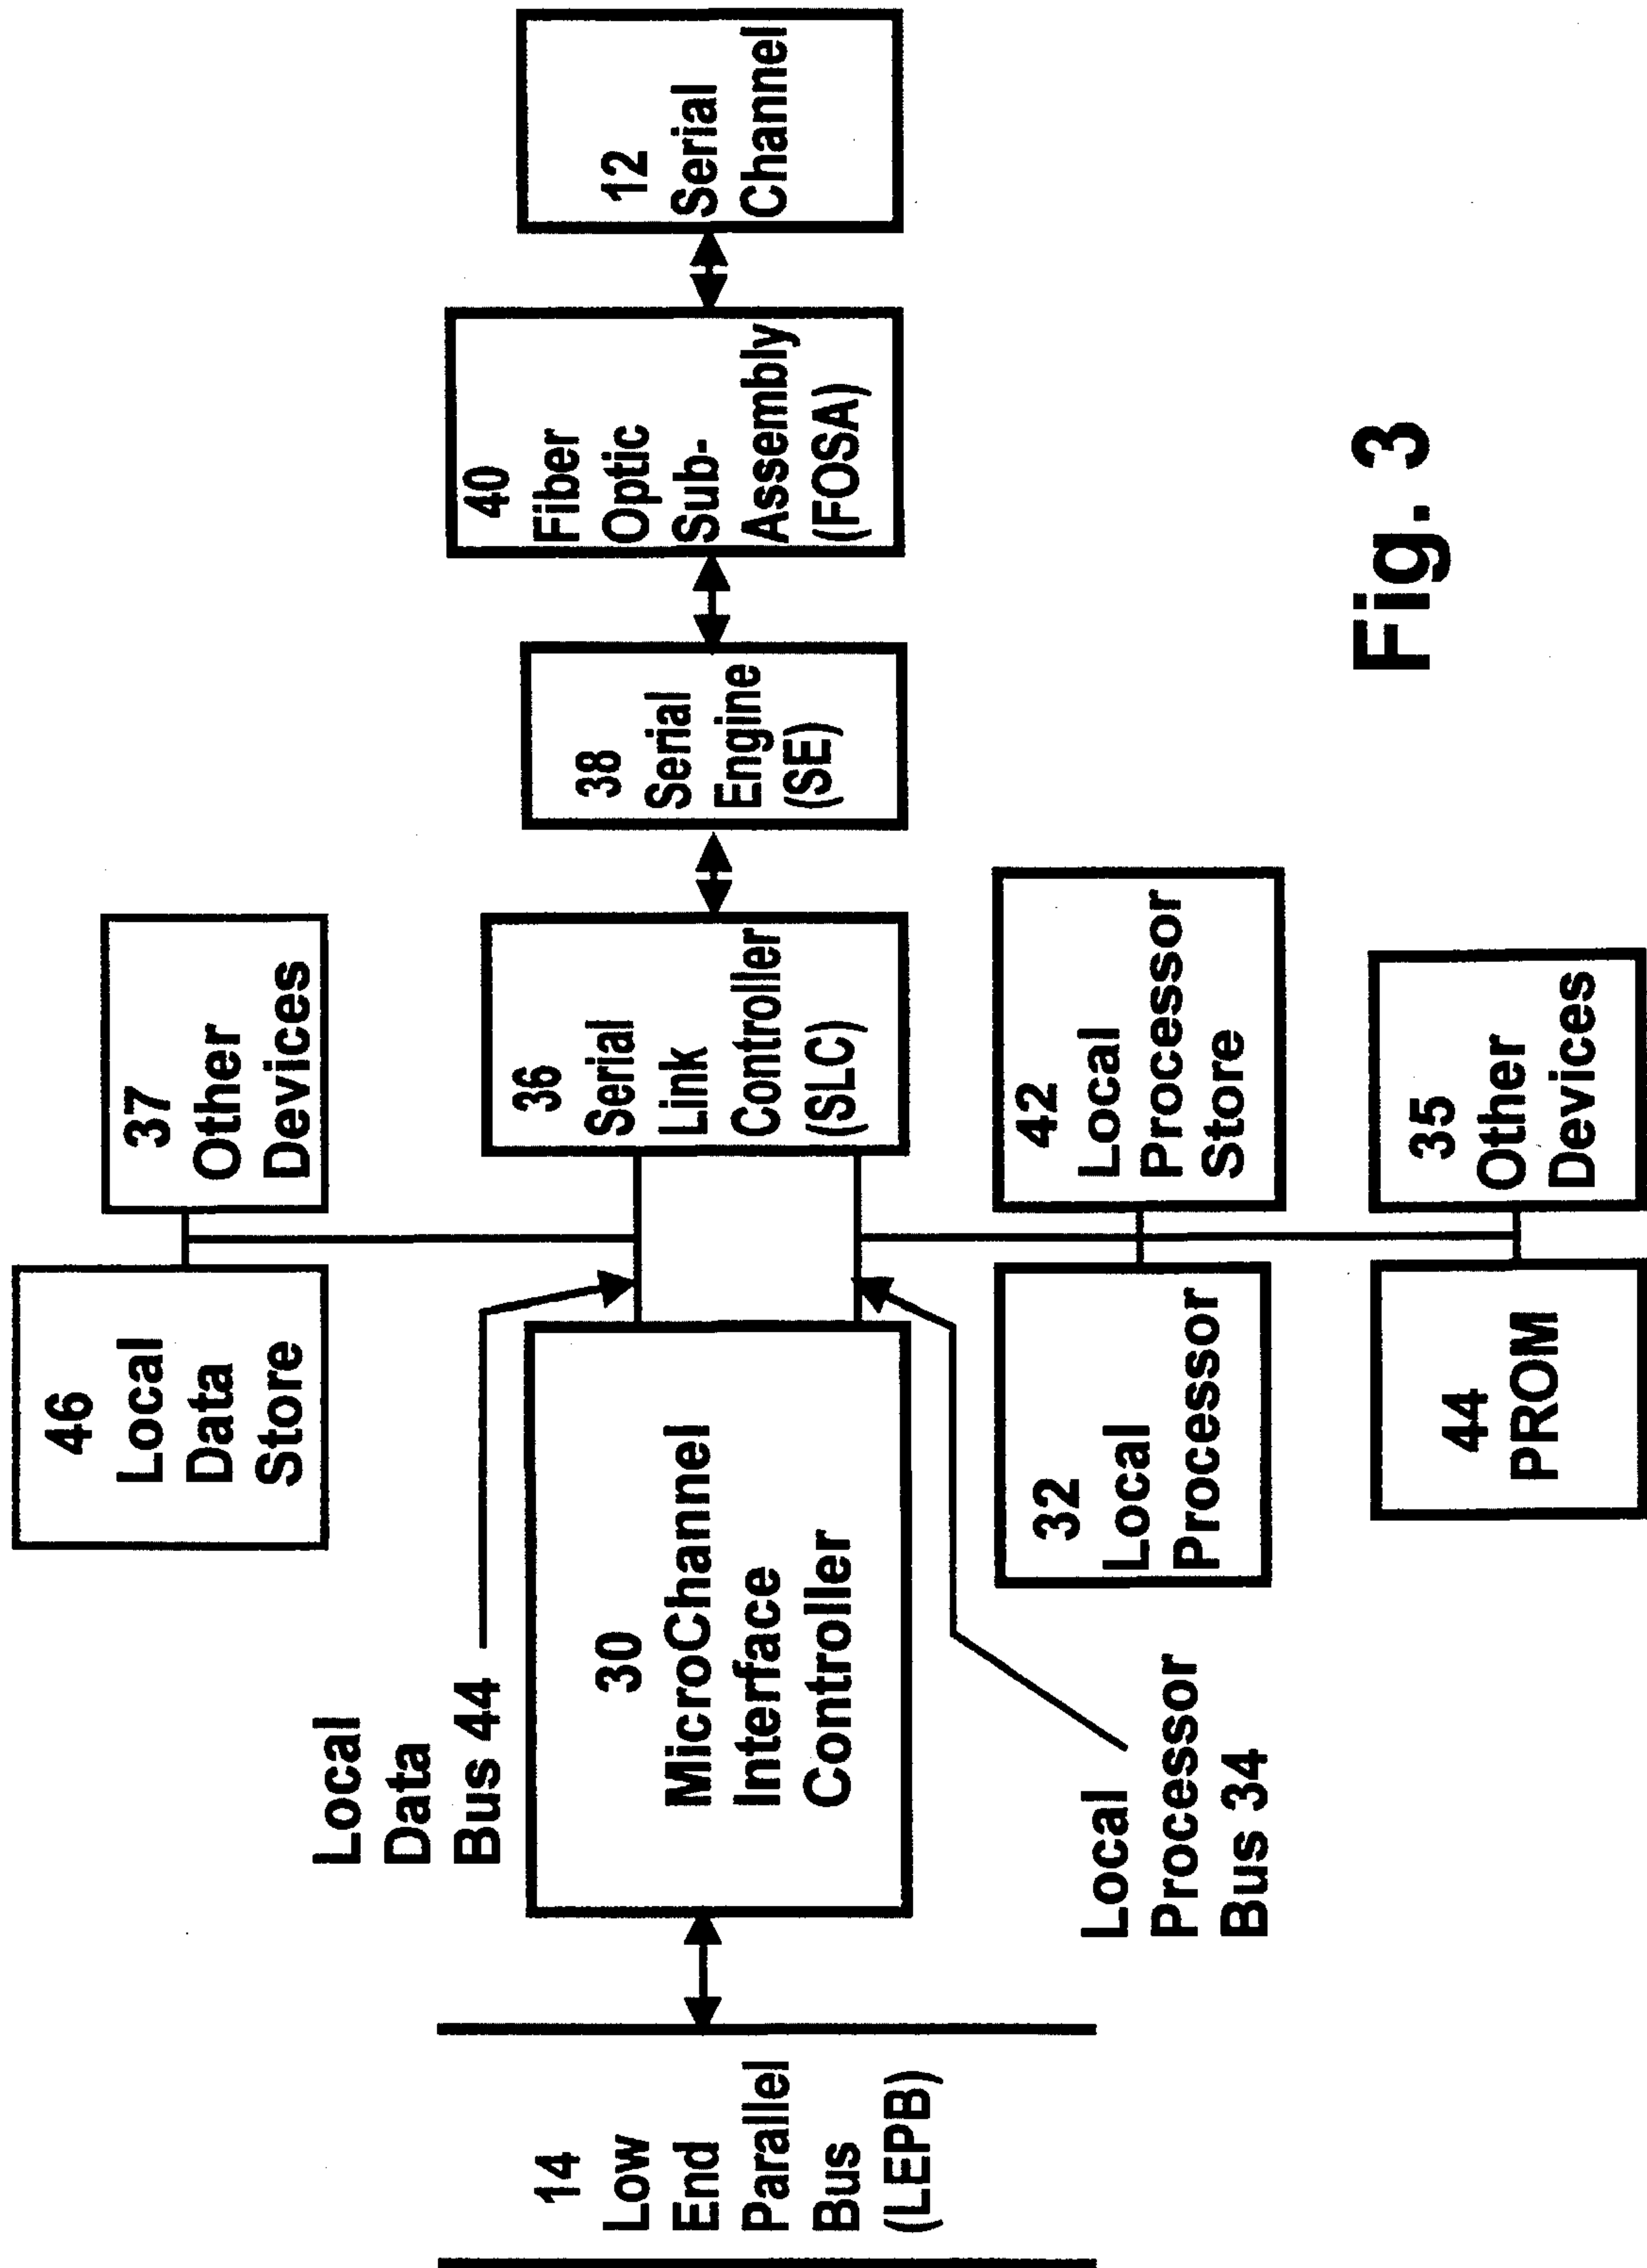 46
Local
Data
Store
37
Other
Devices
Local
Data
Bus 44
14
Low
End
Parallel
Bus
(LEPB)
30
MicroChannel
Interface
Controller
36
Serial
Link
Controller
(SLC)
38
Serial
Engine
(SE)
40
Fiber
Optic
Sub-
Assembly
(FOSA)
12
Serial
Channel
Local
Processor
Bus 34
32
Local
Processor
42
Local
Processor
Store
44
PROM
35
Other
Devices
Fig. 3